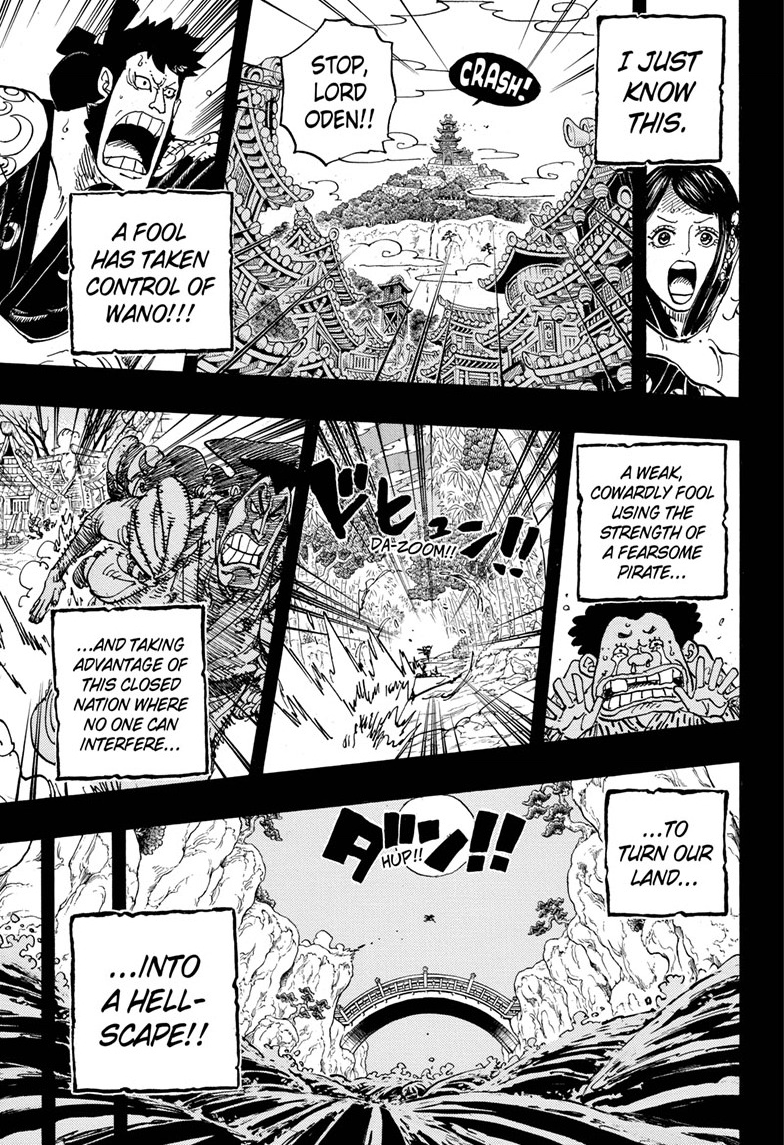 I JUST
KNOW
THIS.
CRASH!
STOP,
LORD
ODEN!!
A FOOL
HAS TAKEN
CONTROL OF
WANO!!!
A WEAK,
COWARDLY FOOL
USING THE
STRENGTH OF
A FEARSOME
PIRATE...
ドヒュン!!
DA-ZOOM!!
...AND TAKING
ADVANTAGE OF
THIS CLOSED
NATION WHERE
NO ONE CAN
INTERFERE...
...TO
TURN OUR
LAND...
ダンッ!!
HUP!!
...INTO
A HELL-
SCAPE!!